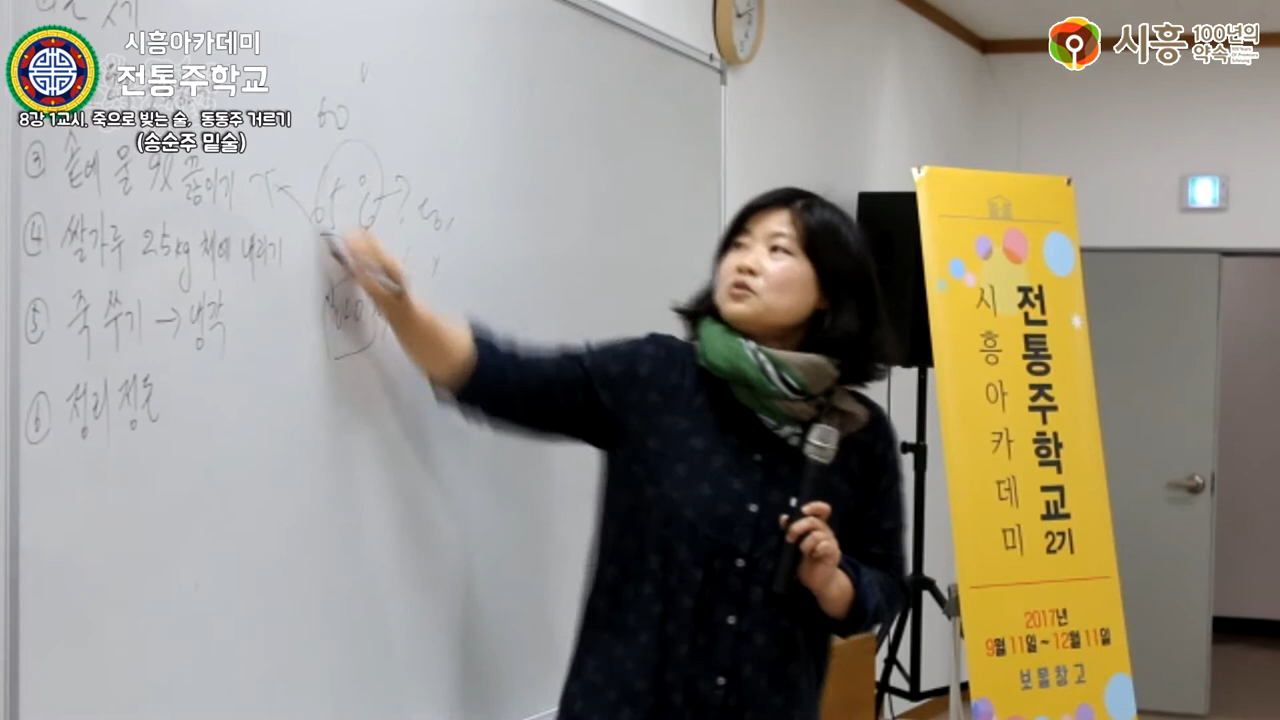 시흥아카데미
전통주학교
8강 1교시. 죽으로 빚는 술, 동동주 거르기
(송순주 밑술)
시흥 100년의 약속
60
③ 솥에 물 9L 끓이기
④ 쌀가루 2.5kg 체에 내리기
⑤ 죽 쑤기 → 냉각
⑥ 정리정돈
시흥아카데미
전통주학교 2기
2017년
9월 11일 ~ 12월 11일
보물창고